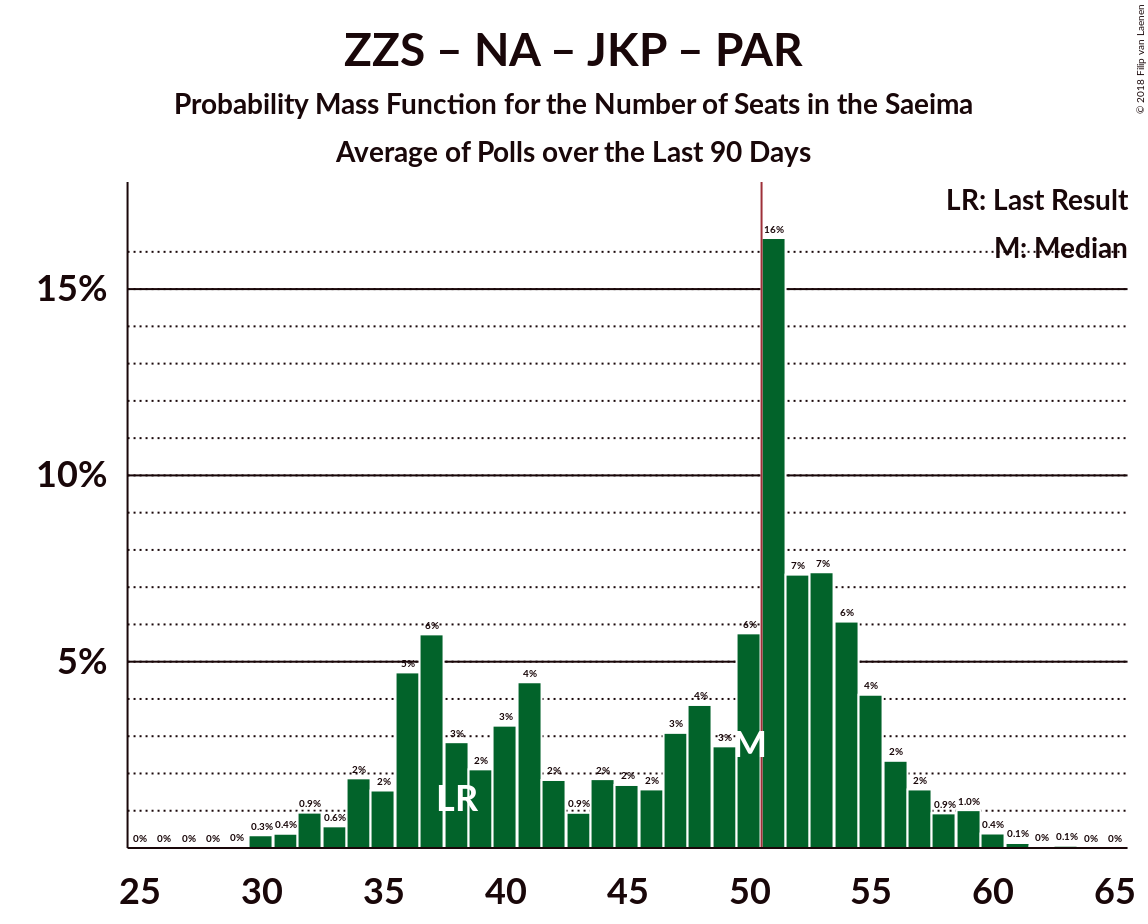 ZZS – NA – JKP – PAR
Probability Mass Function for the Number of Seats in the Saeima
Average of Polls over the Last 90 Days
© 2018 Filip van Laenen
LR: Last Result
M: Median
15%
10%
5%
0% 0% 0% 0% 0% 0.3% 0.4% 0.9% 0.6% 2% 2% 5% 6% 3% 2% 3% 4% 2% 0.9% 2% 2% 2% 3% 4% 3% 6% 16% 7% 7% 6% 4% 2% 2% 0.9% 1.0% 0.4% 0.1% 0% 0.1% 0% 0%
LR
M
25 30 35 40 45 50 55 60 65